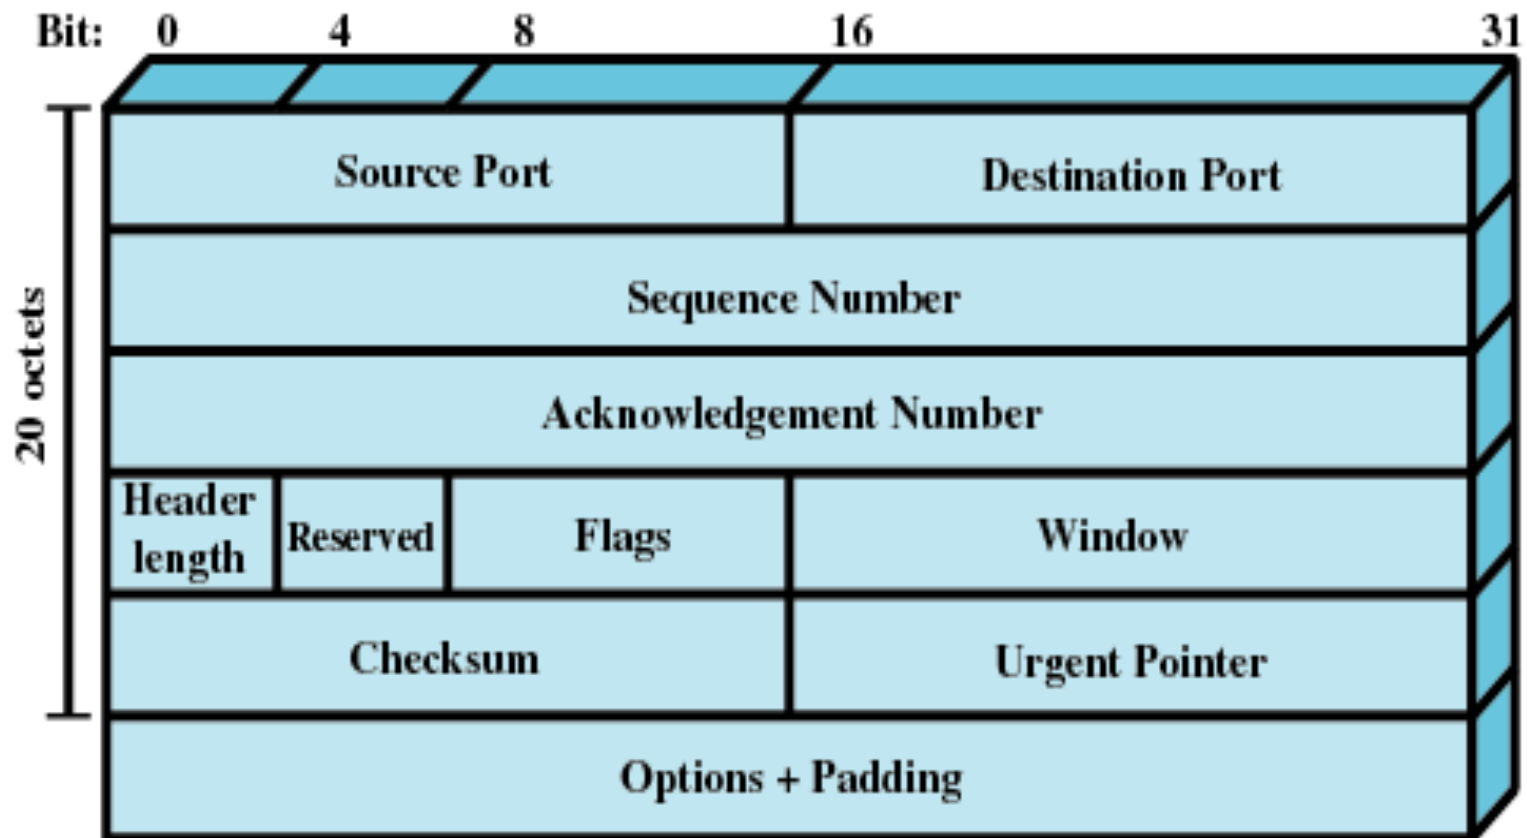 Bit: 0 4 8 16 31
Source Port Destination Port
Sequence Number
20 octets
Acknowledgement Number
Header
length
Reserved Flags Window
Checksum Urgent Pointer
Options + Padding